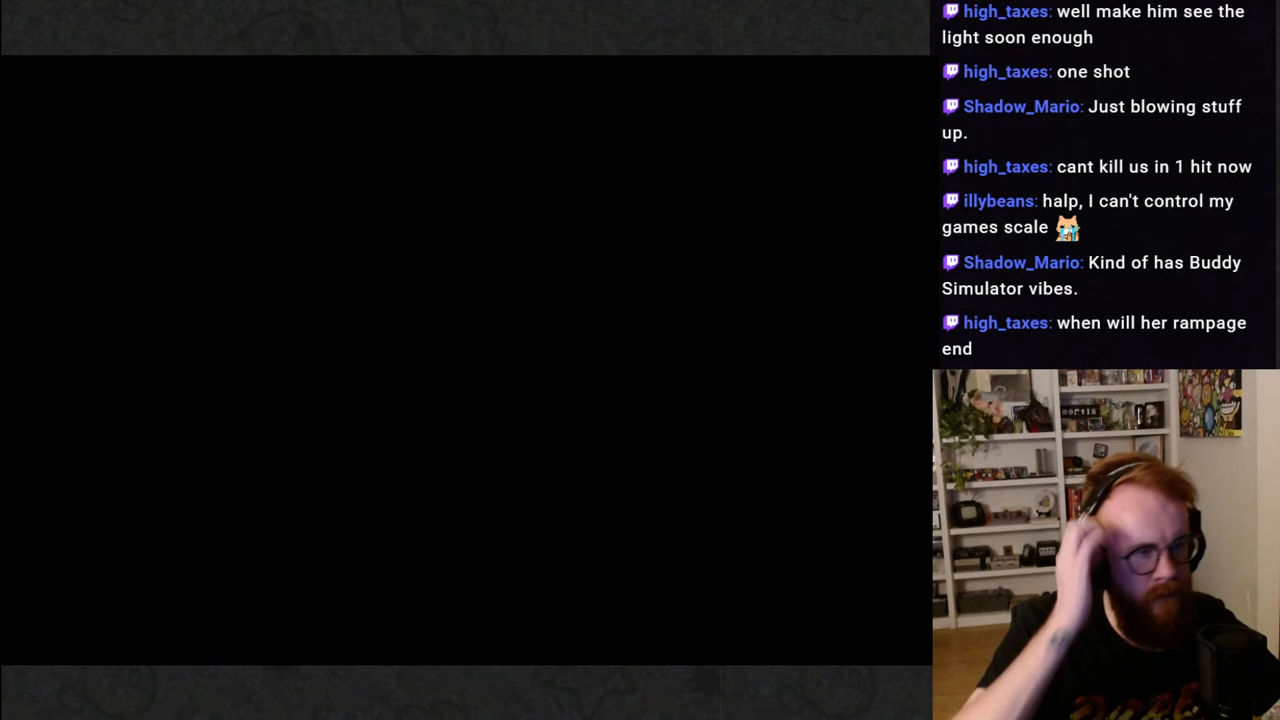 high_taxes: well make him see the
light soon enough
high_taxes: one shot
Shadow_Mario: Just blowing stuff
up.
high_taxes: cant kill us in 1 hit now
illybeans: halp, I can't control my
games scale
Shadow_Mario: Kind of has Buddy
Simulator vibes.
high_taxes: when will her rampage
end